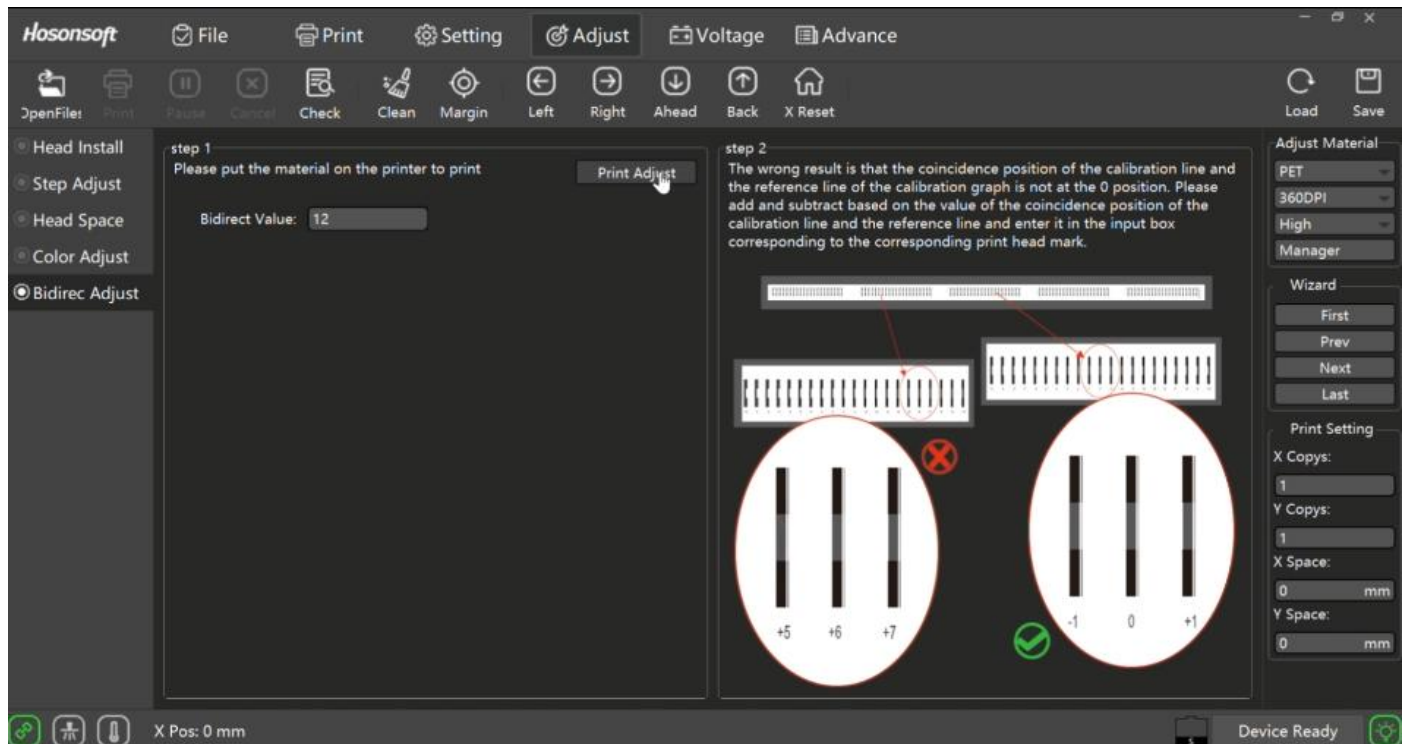 Hosonsoft
File
Print
Setting
Adjust
Voltage
Advance
OpenFiles
Print
Pause
Cancel
Check
Clean
Margin
Left
Right
Ahead
Back
X Reset
Load
Save
Head Install
Step Adjust
Head Space
Color Adjust
Bidirec Adjust
step 1
Please put the material on the printer to print
Print Adjust
Bidirect Value: 12
step 2
The wrong result is that the coincidence position of the calibration line and
the reference line of the calibration graph is not at the 0 position. Please
add and subtract based on the value of the coincidence position of the
calibration line and the reference line and enter it in the input box
corresponding to the corresponding print head mark.
+5 +6 +7
-1 0 +1
Adjust Material
PET
360DPI
High
Manager
Wizard
First
Prev
Next
Last
Print Setting
X Copys:
1
Y Copys:
1
X Space:
0 mm
Y Space:
0 mm
X Pos: 0 mm
Device Ready